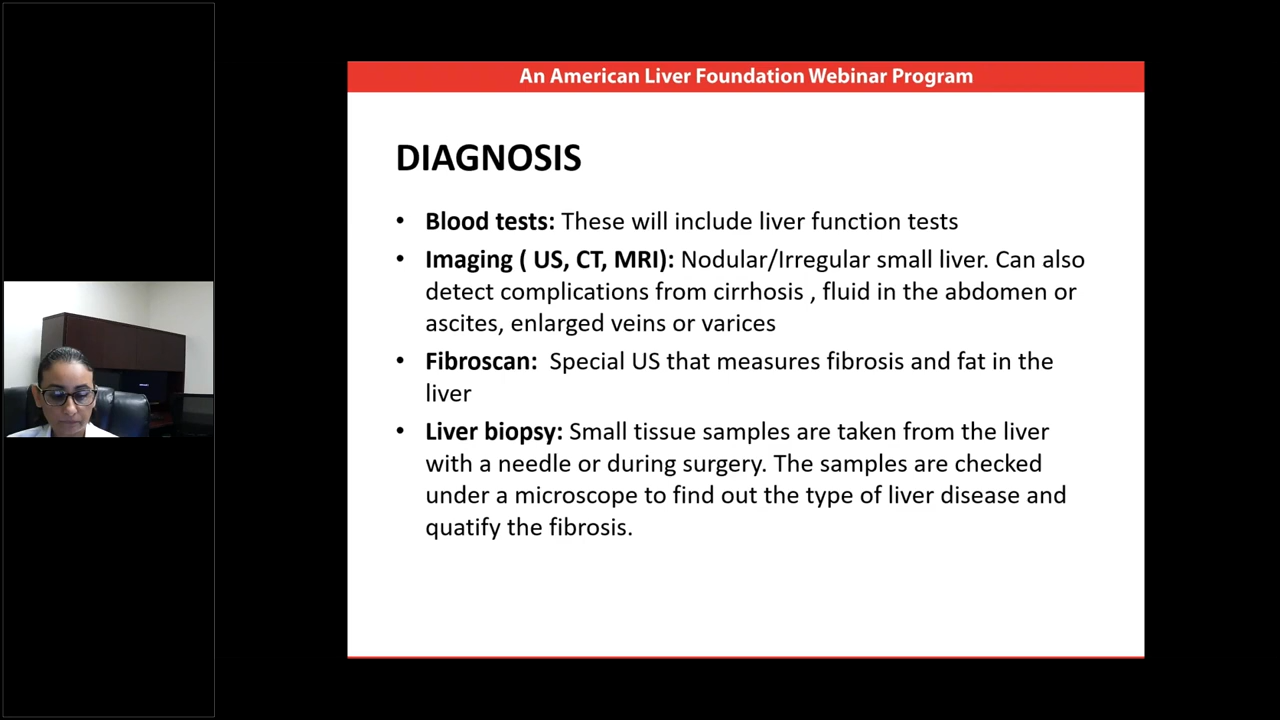 An American Liver Foundation Webinar Program
DIAGNOSIS
• Blood tests: These will include liver function tests
• Imaging ( US, CT, MRI): Nodular/Irregular small liver. Can also
detect complications from cirrhosis , fluid in the abdomen or
ascites, enlarged veins or varices
• Fibroscan:  Special US that measures fibrosis and fat in the
liver
• Liver biopsy: Small tissue samples are taken from the liver
with a needle or during surgery. The samples are checked
under a microscope to find out the type of liver disease and
quatify the fibrosis.